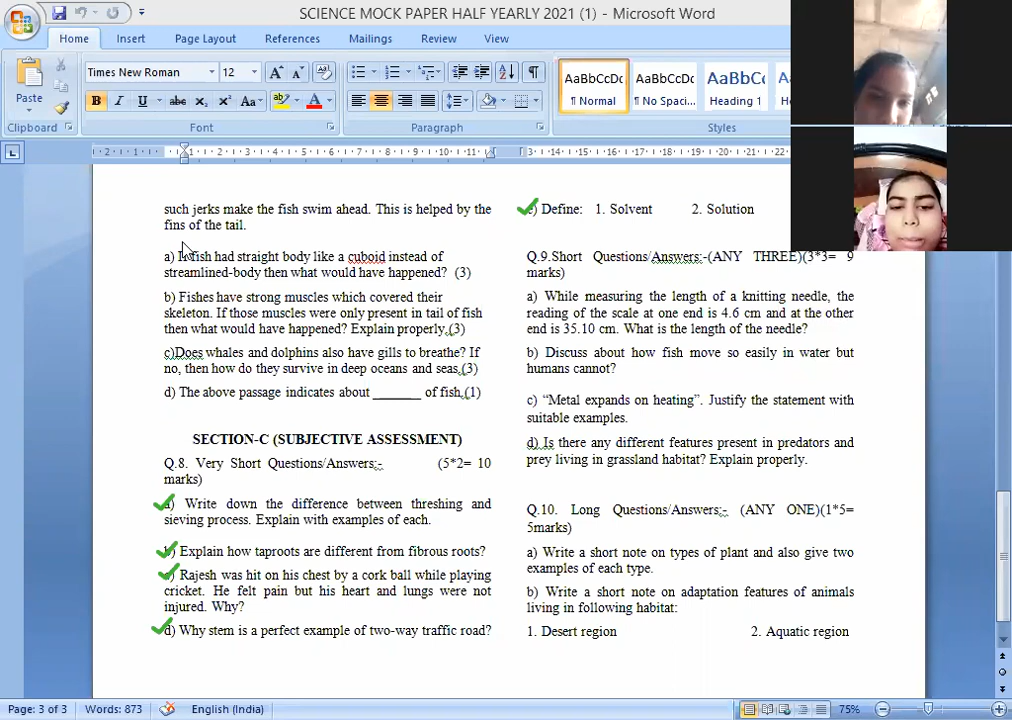 SCIENCE MOCK PAPER HALF YEARLY 2021 (1) - Microsoft Word
Home Insert Page Layout References Mailings Review View
Times New Roman 12
AaBbCcDc AaBbCcDc AaBbCc
Paste
B I U abc X₂ X² Aa A
¶ Normal ¶ No Spaci... Heading 1
Clipboard Font Paragraph Styles
such jerks make the fish swim ahead. This is helped by the
fins of the tail.
a) If fish had straight body like a cuboid instead of
streamlined-body then what would have happened? (3)
b) Fishes have strong muscles which covered their
skeleton. If those muscles were only present in tail of fish
then what would have happened? Explain properly.(3)
c)Does whales and dolphins also have gills to breathe? If
no, then how do they survive in deep oceans and seas.(3)
d) The above passage indicates about _______ of fish.(1)
SECTION-C (SUBJECTIVE ASSESSMENT)
Q.8. Very Short Questions/Answers:- (5*2= 10
marks)
a) Write down the difference between threshing and
sieving process. Explain with examples of each.
b) Explain how taproots are different from fibrous roots?
c) Rajesh was hit on his chest by a cork ball while playing
cricket. He felt pain but his heart and lungs were not
injured. Why?
d) Why stem is a perfect example of two-way traffic road?
e) Define: 1. Solvent 2. Solution
Q.9.Short Questions/Answers:-(ANY THREE)(3*3= 9
marks)
a) While measuring the length of a knitting needle, the
reading of the scale at one end is 4.6 cm and at the other
end is 35.10 cm. What is the length of the needle?
b) Discuss about how fish move so easily in water but
humans cannot?
c) “Metal expands on heating”. Justify the statement with
suitable examples.
d) Is there any different features present in predators and
prey living in grassland habitat? Explain properly.
Q.10. Long Questions/Answers:- (ANY ONE)(1*5=
5marks)
a) Write a short note on types of plant and also give two
examples of each type.
b) Write a short note on adaptation features of animals
living in following habitat:
1. Desert region 2. Aquatic region
Page: 3 of 3 Words: 873 English (India) 75%